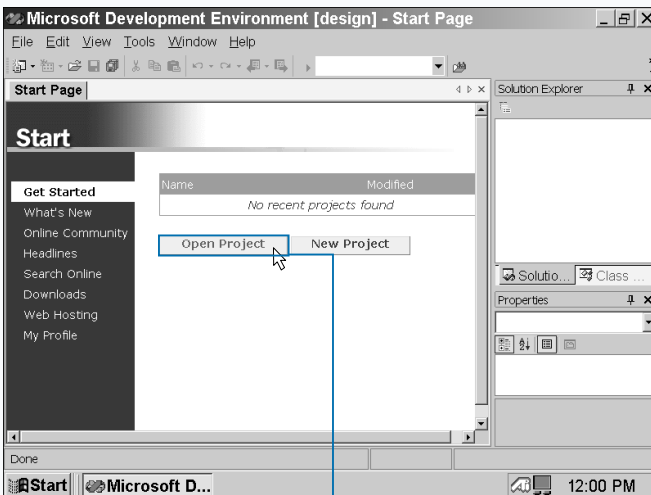 Microsoft Development Environment [design] - Start Page
File Edit View Tools Window Help
Start Page
Solution Explorer
Start
Get Started
What's New
Online Community
Headlines
Search Online
Downloads
Web Hosting
My Profile
Name Modified
No recent projects found
Open Project New Project
Solutio... Class ...
Properties
Done
Start Microsoft D... 12:00 PM